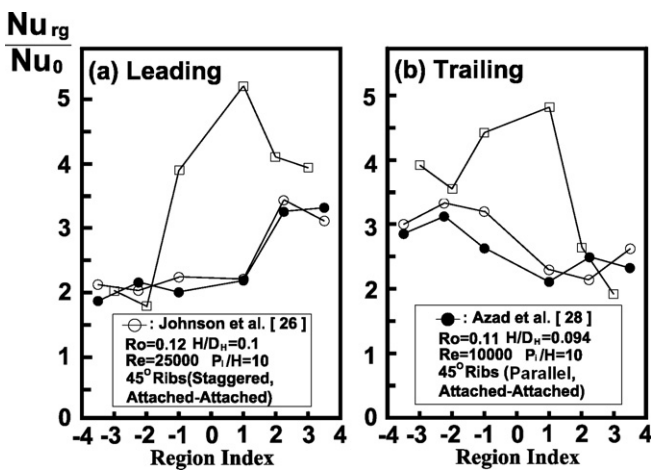 Nu rg
Nu0
(a) Leading
5
4
3
2
1
0
○ : Johnson et al. [ 26 ]
Ro=0.12 H/DH=0.1
Re=25000 Pi/H=10
45° Ribs(Staggered,
Attached-Attached)
-4 -3 -2 -1 0 1 2 3 4
Region Index
(b) Trailing
5
4
3
2
1
0
● : Azad et al. [ 28 ]
Ro=0.11 H/DH=0.094
Re=10000 Pi/H=10
45° Ribs (Parallel,
Attached-Attached)
-4 -3 -2 -1 0 1 2 3 4
Region Index